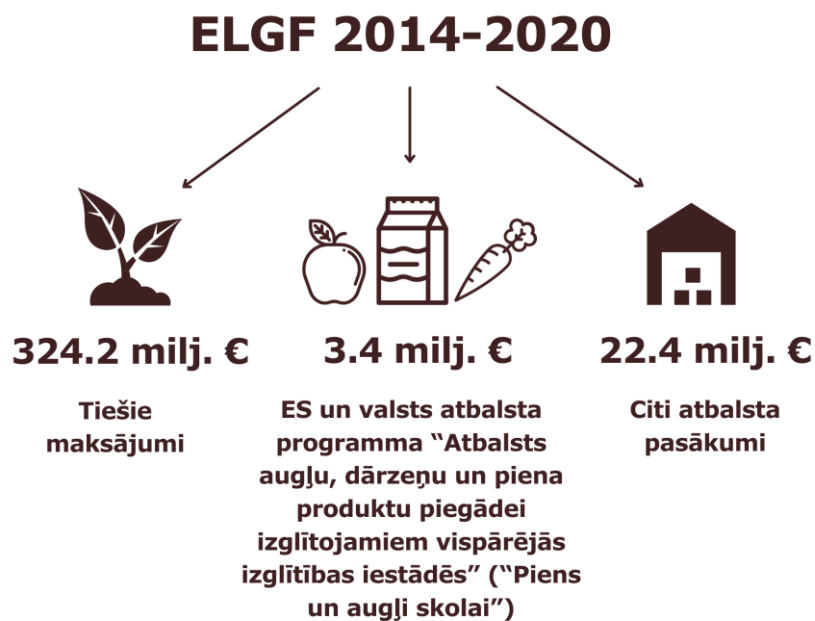 ELGF 2014-2020
324.2 milj. €
Tiešie
maksājumi
3.4 milj. €
ES un valsts atbalsta
programma “Atbalsts
augļu, dārzeņu un piena
produktu piegādei
izglītojamiem vispārējās
izglītības iestādēs” (“Piens
un augļi skolai”)
22.4 milj. €
Citi atbalsta
pasākumi